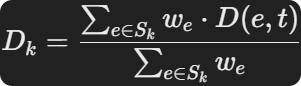 D_k = \frac{\sum_{e \in S_k} w_e \cdot D(e, t)}{\sum_{e \in S_k} w_e}